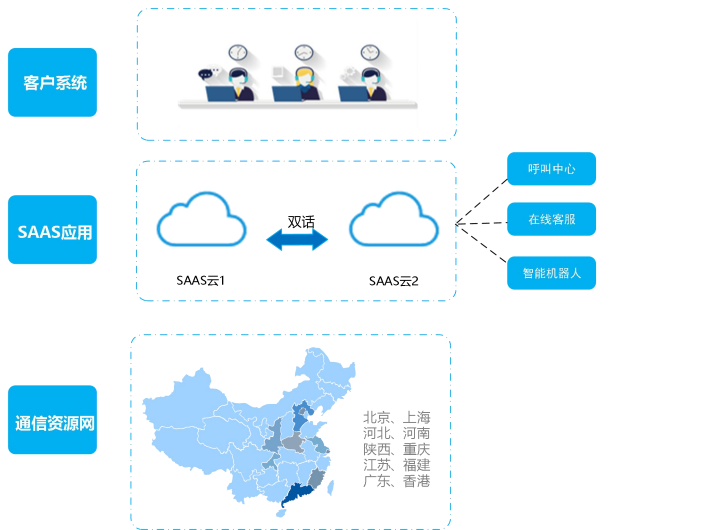 客户系统
SAAS应用
双话
SAAS云1
SAAS云2
呼叫中心
在线客服
智能机器人
通信资源网
北京、上海
河北、河南
陕西、重庆
江苏、福建
广东、香港